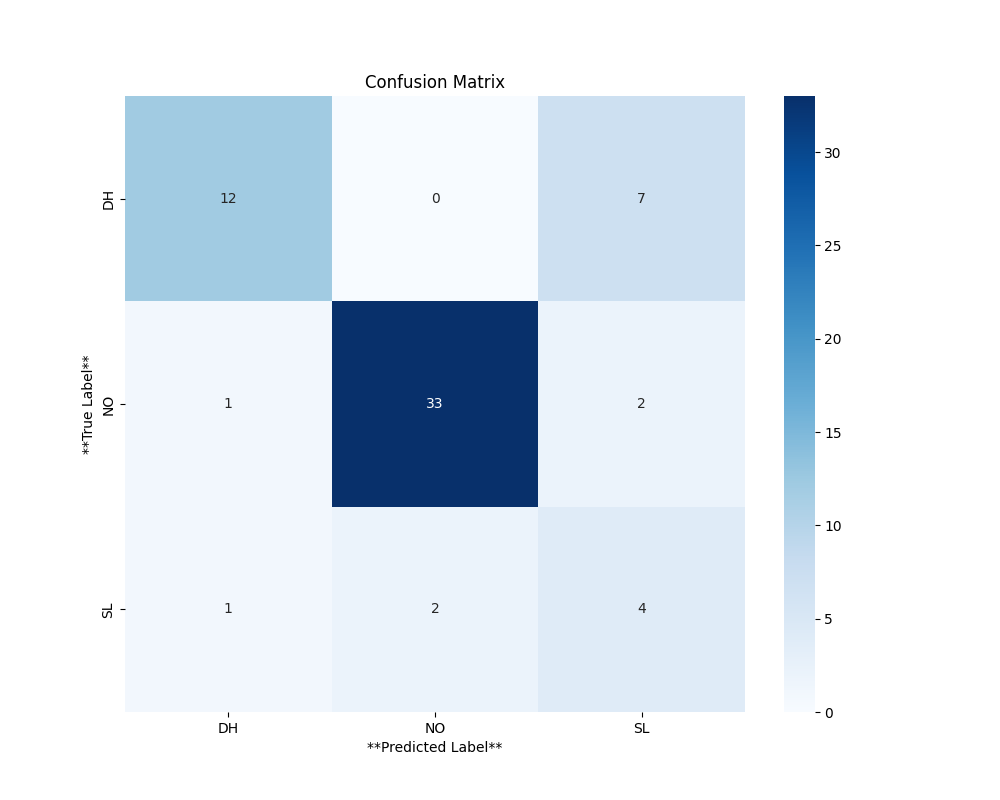 Confusion Matrix
DH
12
0
7
**True Label**
NO
1
33
2
SL
1
2
4
DH
NO
SL
**Predicted Label**
30
25
20
15
10
5
0